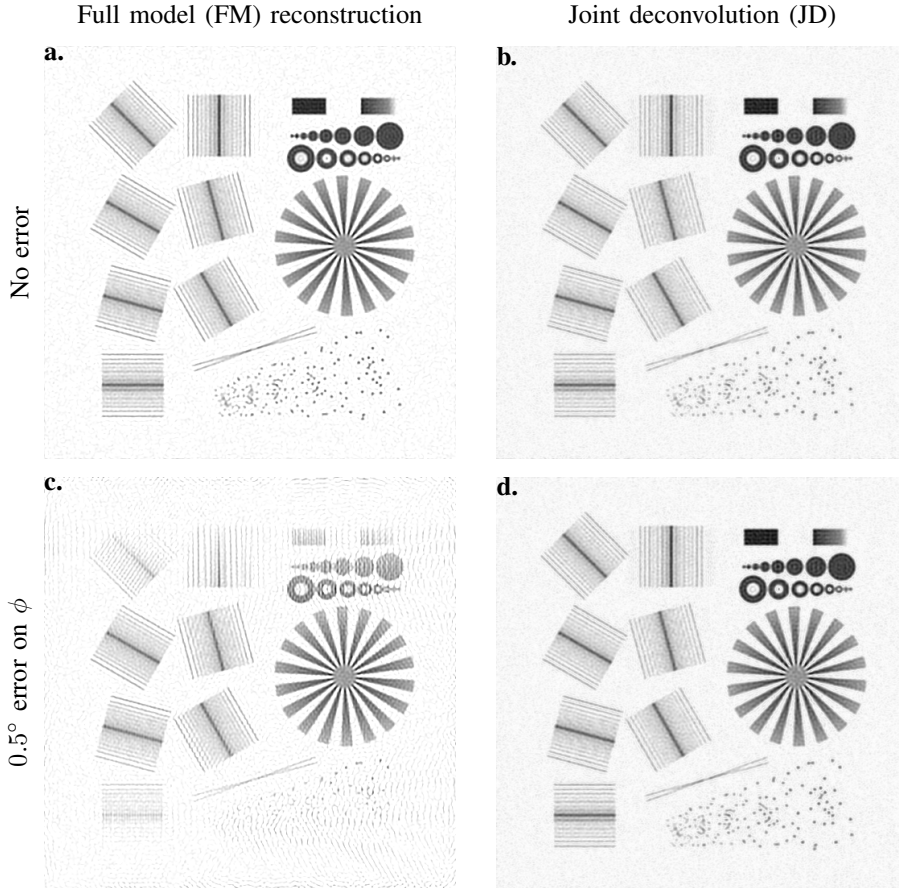 Full model (FM) reconstruction
Joint deconvolution (JD)
a.
b.
No error
c.
d.
0.5° error on ϕ